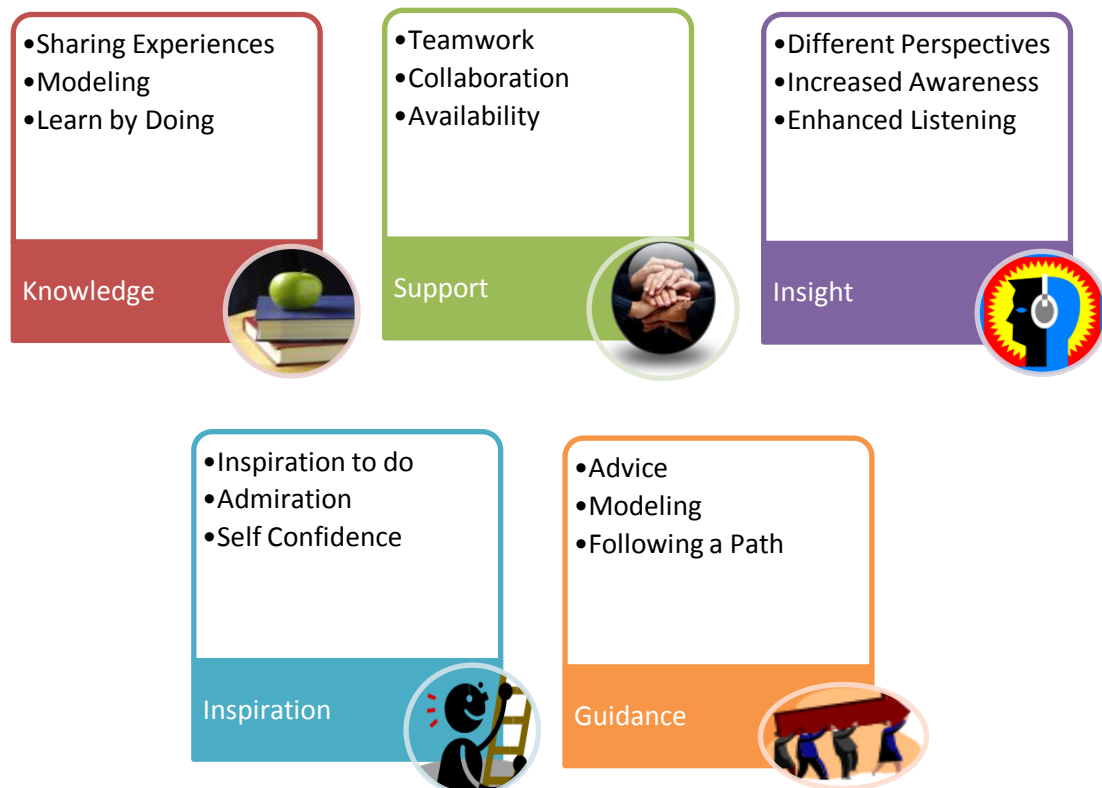 •Sharing Experiences
•Modeling
•Learn by Doing
Knowledge
•Teamwork
•Collaboration
•Availability
Support
•Different Perspectives
•Increased Awareness
•Enhanced Listening
Insight
•Inspiration to do
•Admiration
•Self Confidence
Inspiration
•Advice
•Modeling
•Following a Path
Guidance